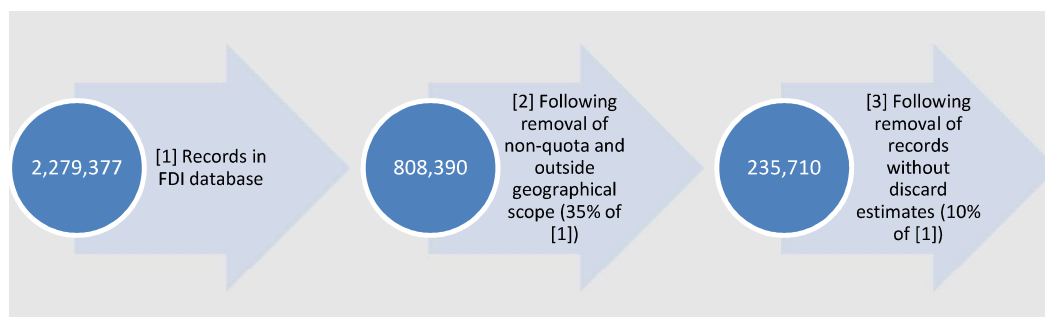 2,279,377
[1] Records in
FDI database
808,390
[2] Following
removal of
non-quota and
outside
geographical
scope (35% of
[1])
235,710
[3] Following
removal of
records
without
discard
estimates (10%
of [1])